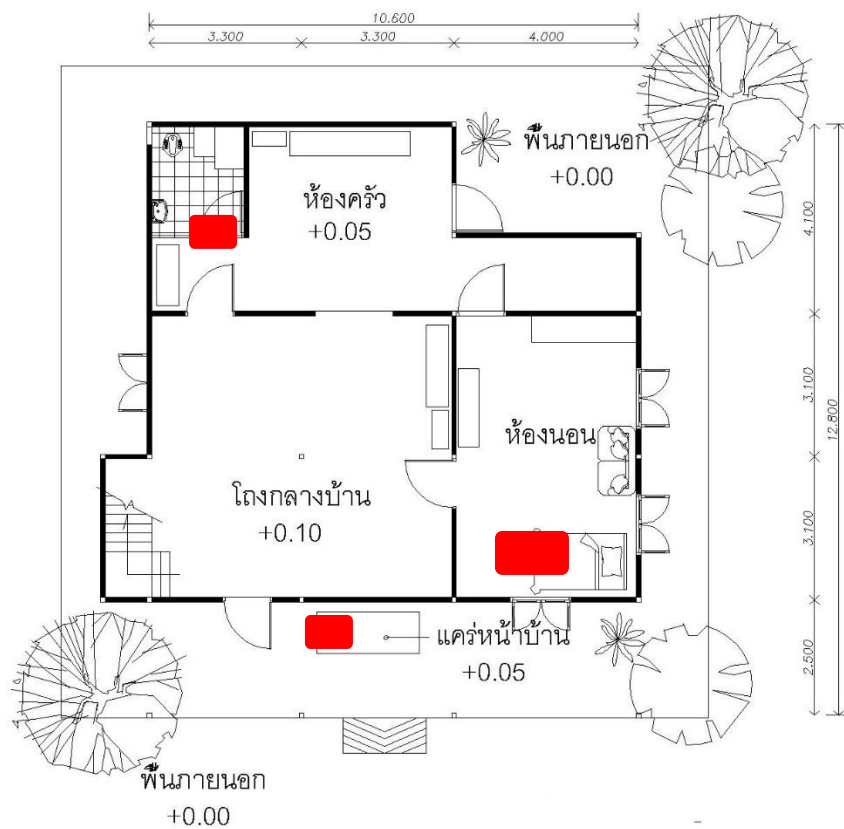 10.600
3.300 3.300 4.000
พื้นภายนอก
+0.00
ห้องครัว
+0.05
4.100
3.100
12.800
ห้องนอน
โถงกลางบ้าน
+0.10
3.100
แคร่หน้าบ้าน
+0.05
2.500
พื้นภายนอก
+0.00